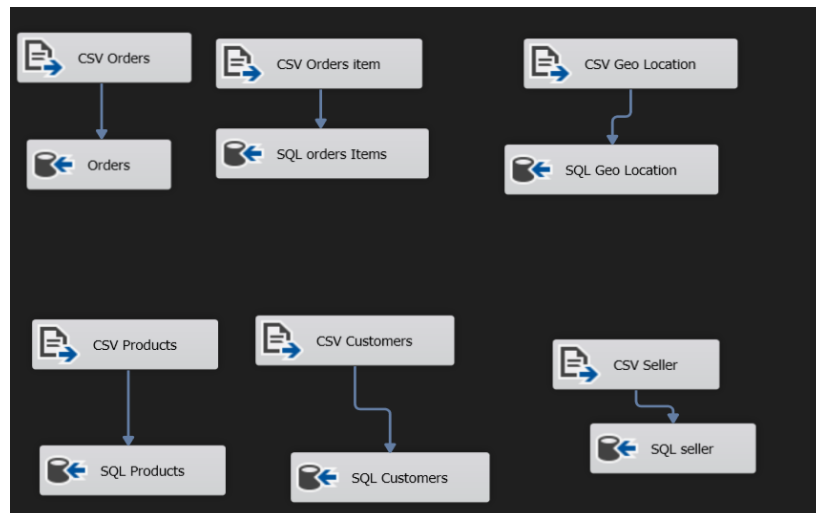 CSV Orders
CSV Orders item
CSV Geo Location
Orders
SQL orders Items
SQL Geo Location
CSV Products
CSV Customers
CSV Seller
SQL Products
SQL Customers
SQL seller